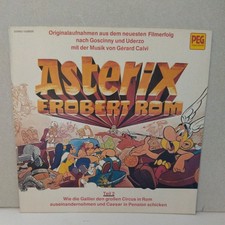 Originalaufnahmen aus dem neuesten Filmerfolg
nach Goscinny und Uderzo
mit der Musik von Gérard Calvi
PEG
Asterix
EROBERT ROM
Teil 2
Wie die Gallier den großen Circus in Rom
auseinandernehmen und Caesar in Pension schicken